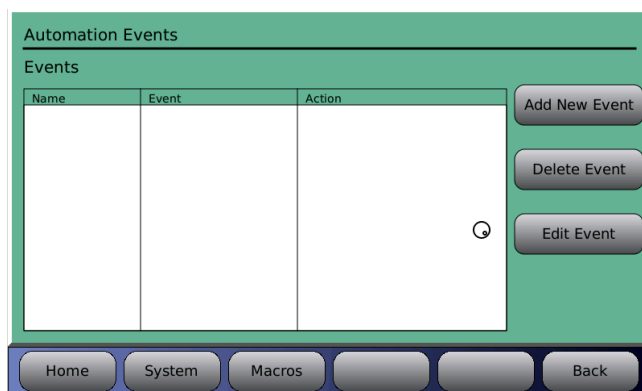 Automation Events
Events
Name Event Action
Add New Event
Delete Event
Edit Event
Home System Macros Back